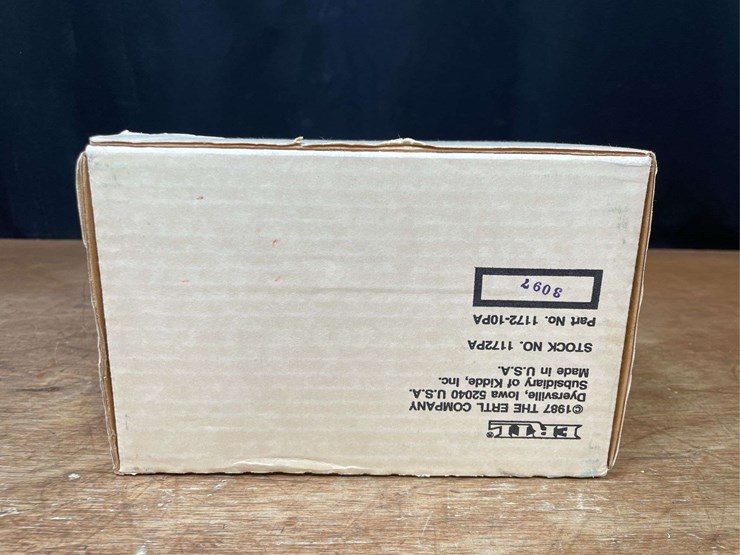 ERTL®
©1987 THE ERTL COMPANY
Dyersville, Iowa 52040 U.S.A.
Subsidiary of Kidde, Inc.
Made in U.S.A.
STOCK NO. 1172PA
Part No. 1172-10PA
3097